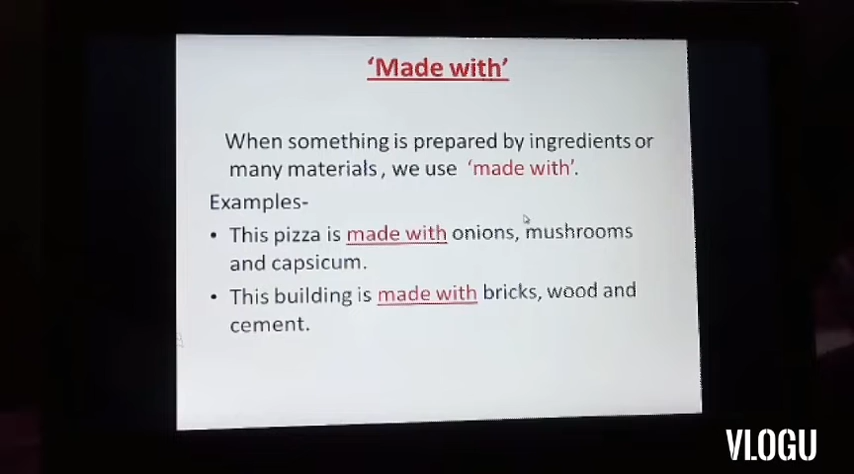 ‘Made with’
When something is prepared by ingredients or
many materials, we use ‘made with’.
Examples-
• This pizza is made with onions, mushrooms
and capsicum.
• This building is made with bricks, wood and
cement.
VLOGU